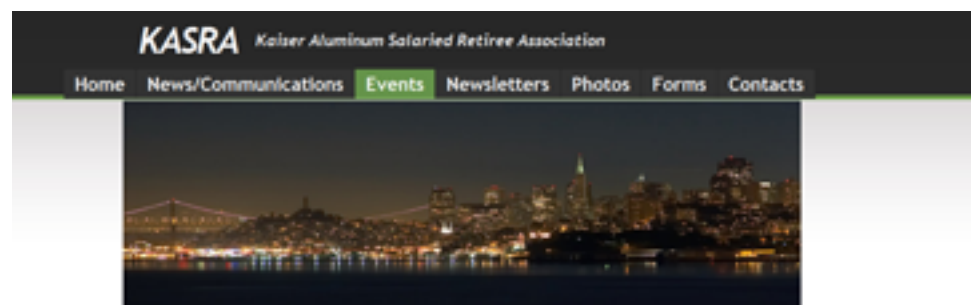 KASRA Kaiser Aluminum Salaried Retiree Association
Home News/Communications Events Newsletters Photos Forms Contacts